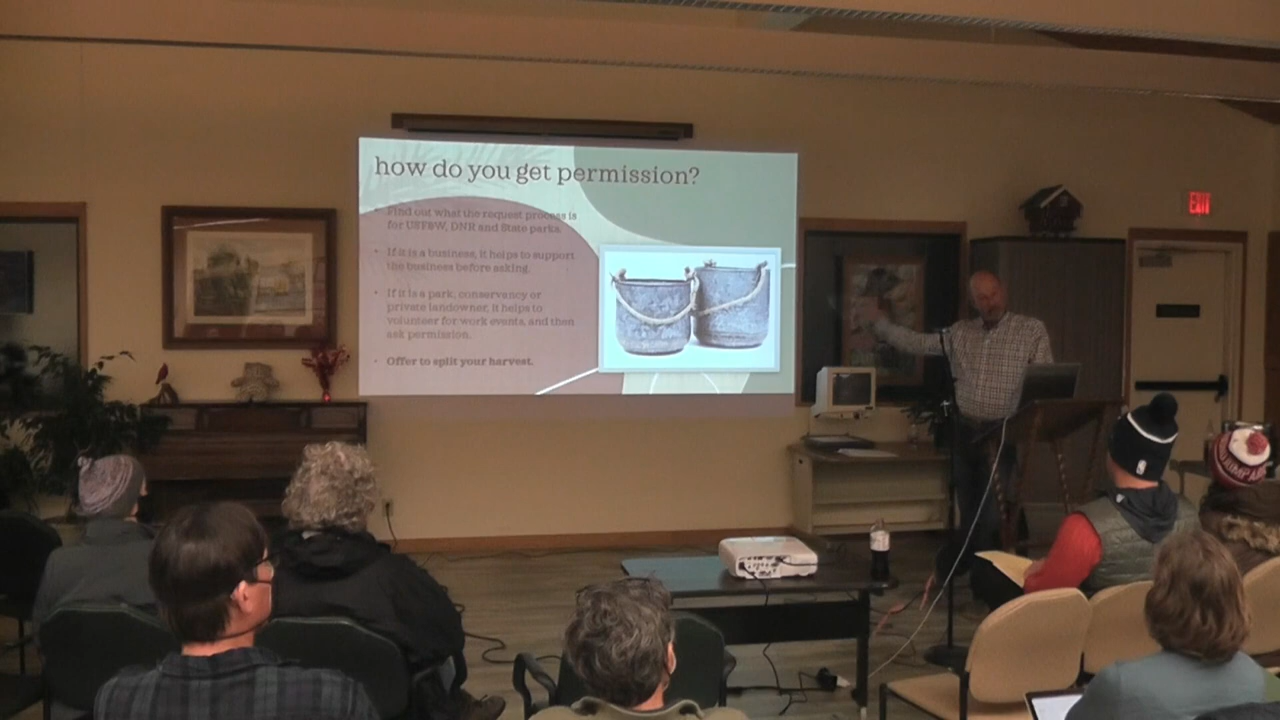 how do you get permission?
• Find out what the request process is
for USF&W, DNR and State parks.
• If it is a business, it helps to support
the business before asking.
• If it is a park, conservancy or
private landowner, it helps to
volunteer for work events, and then
ask permission.
• Offer to split your harvest.
EXIT